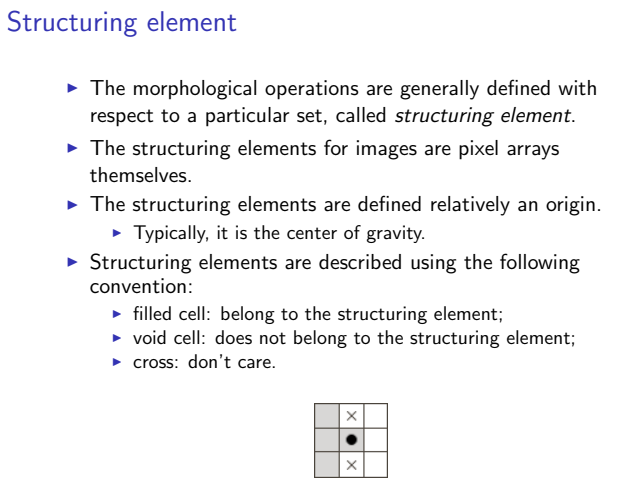 Structuring element
▶ The morphological operations are generally defined with
respect to a particular set, called structuring element.
▶ The structuring elements for images are pixel arrays
themselves.
▶ The structuring elements are defined relatively an origin.
▶ Typically, it is the center of gravity.
▶ Structuring elements are described using the following
convention:
▶ filled cell: belong to the structuring element;
▶ void cell: does not belong to the structuring element;
▶ cross: don't care.
×
●
×